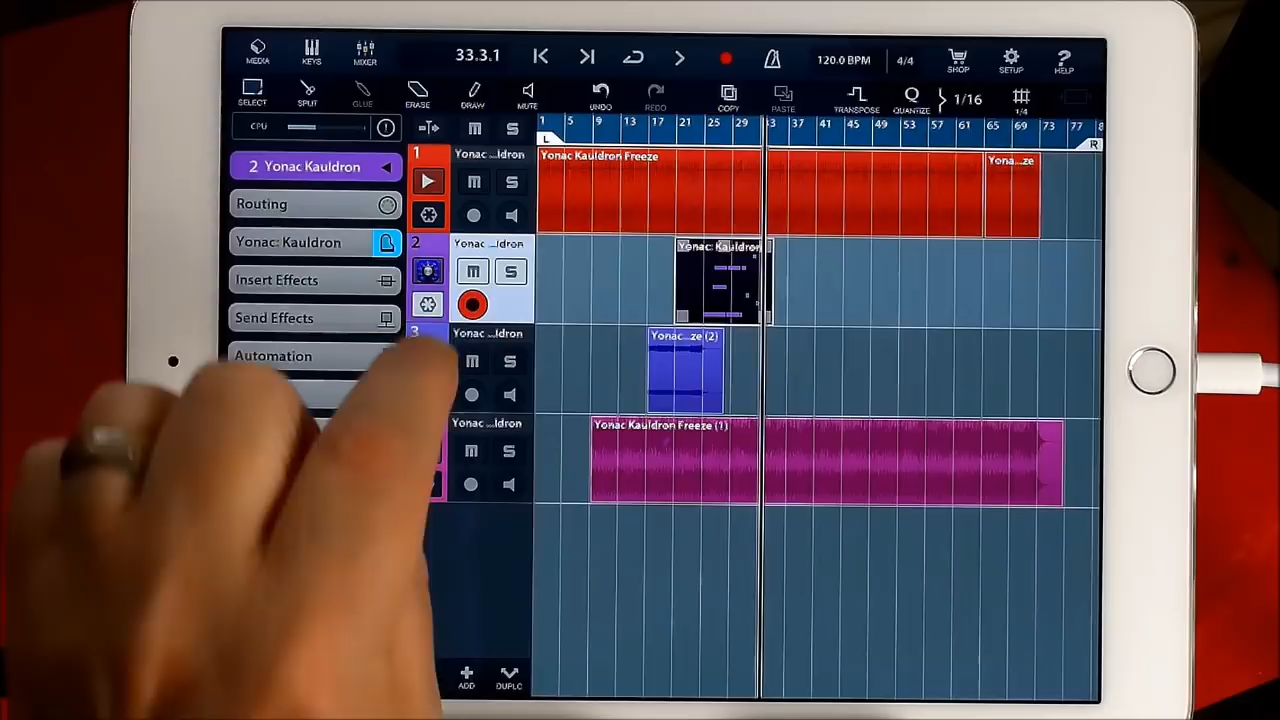 MEDIA KEYS MIXER 33.3.1 120.0 BPM 4/4 SHOP SETUP HELP
SELECT SPLIT GLUE ERASE DRAW MUTE UNDO REDO COPY PASTE TRANSPOSE Q QUANTIZE 1/16 1/4
CPU M S 1 5 9 13 17 21 25 29 33 37 41 45 49 53 57 61 65 69 73 77
L R
2 Yonac Kauldron
Routing
Yonac: Kauldron
Insert Effects
Send Effects
Automation
1 Yonac ...ldron Yonac Kauldron Freeze Yona...ze
M S
2 Yonac ...ldron Yonac: Kauldron
M S
3 Yonac ...ldron Yonac...ze (2)
M S
Yonac ...ldron Yonac Kauldron Freeze (1)
M S
ADD DUPLC